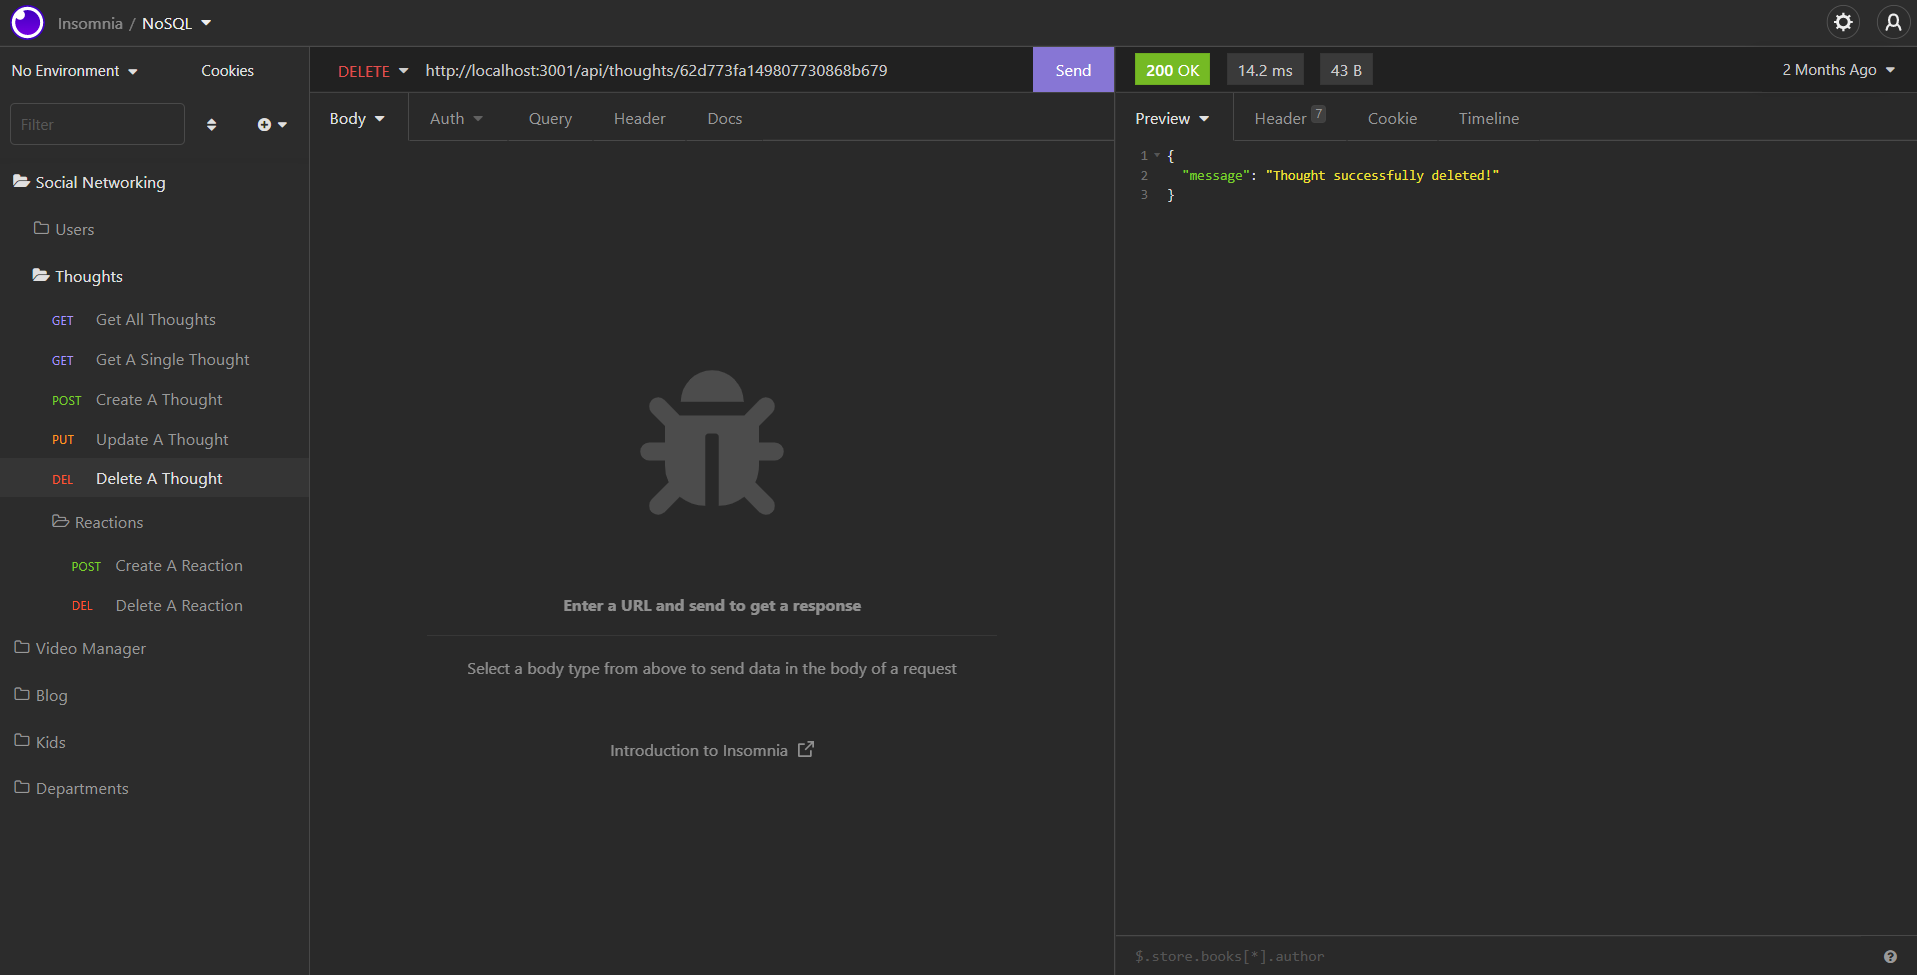 Insomnia / NoSQL
No Environment
Cookies
Filter
Social Networking
Users
Thoughts
GET Get All Thoughts
GET Get A Single Thought
POST Create A Thought
PUT Update A Thought
DEL Delete A Thought
Reactions
POST Create A Reaction
DEL Delete A Reaction
Video Manager
Blog
Kids
Departments
DELETE http://localhost:3001/api/thoughts/62d773fa149807730868b679 Send
Body Auth Query Header Docs
Enter a URL and send to get a response
Select a body type from above to send data in the body of a request
Introduction to Insomnia
200 OK 14.2 ms 43 B 2 Months Ago
Preview Header 7 Cookie Timeline
1 {
2 "message": "Thought successfully deleted!"
3 }
$.store.books[*].author
?